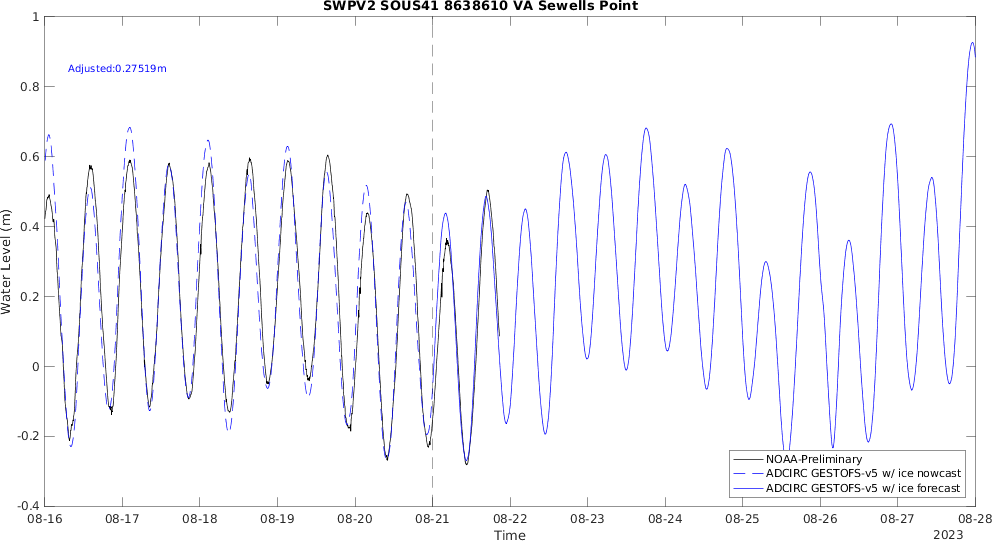 SWPV2 SOUS41 8638610 VA Sewells Point
Adjusted:0.27519m
Water Level (m)
1
0.8
0.6
0.4
0.2
0
-0.2
-0.4
NOAA-Preliminary
ADCIRC GESTOFS-v5 w/ ice nowcast
ADCIRC GESTOFS-v5 w/ ice forecast
08-16 08-17 08-18 08-19 08-20 08-21 08-22 08-23 08-24 08-25 08-26 08-27 08-28
Time
2023